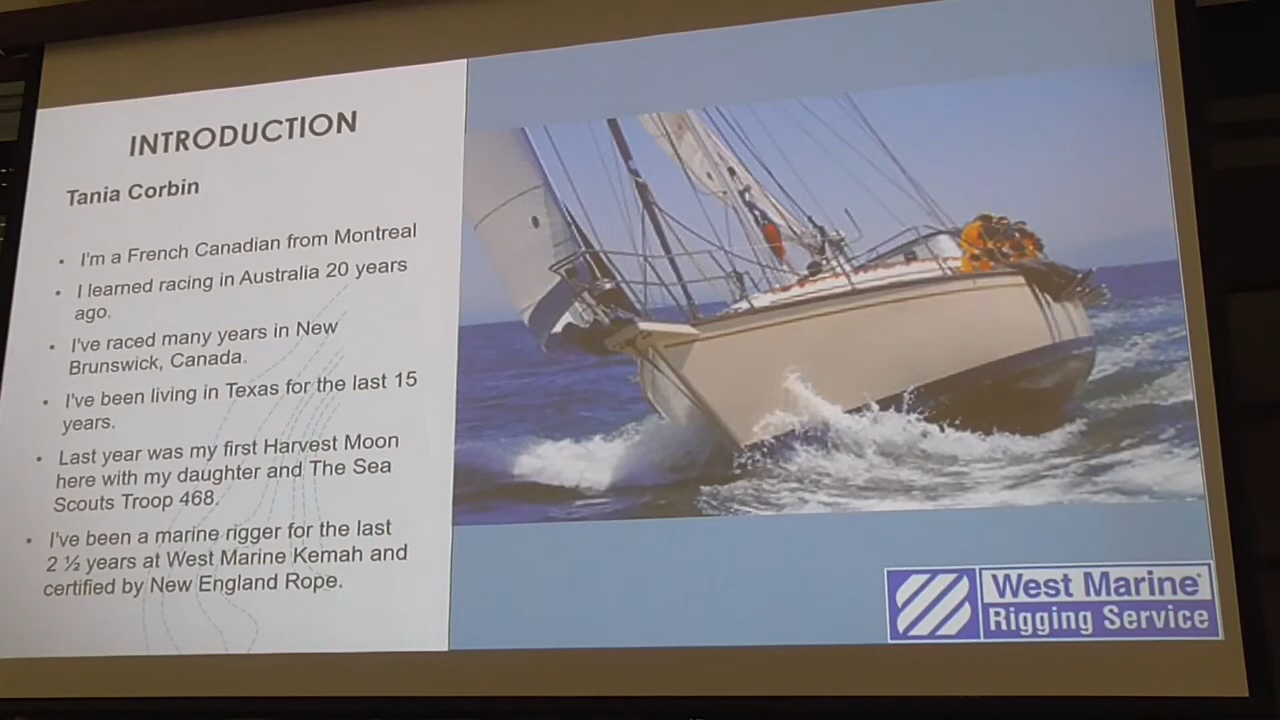 INTRODUCTION
Tania Corbin
• I'm a French Canadian from Montreal
• I learned racing in Australia 20 years
ago.
• I've raced many years in New
Brunswick, Canada.
• I've been living in Texas for the last 15
years.
• Last year was my first Harvest Moon
here with my daughter and The Sea
Scouts Troop 468.
• I've been a marine rigger for the last
2 ½ years at West Marine Kemah and
certified by New England Rope.
West Marine®
Rigging Service